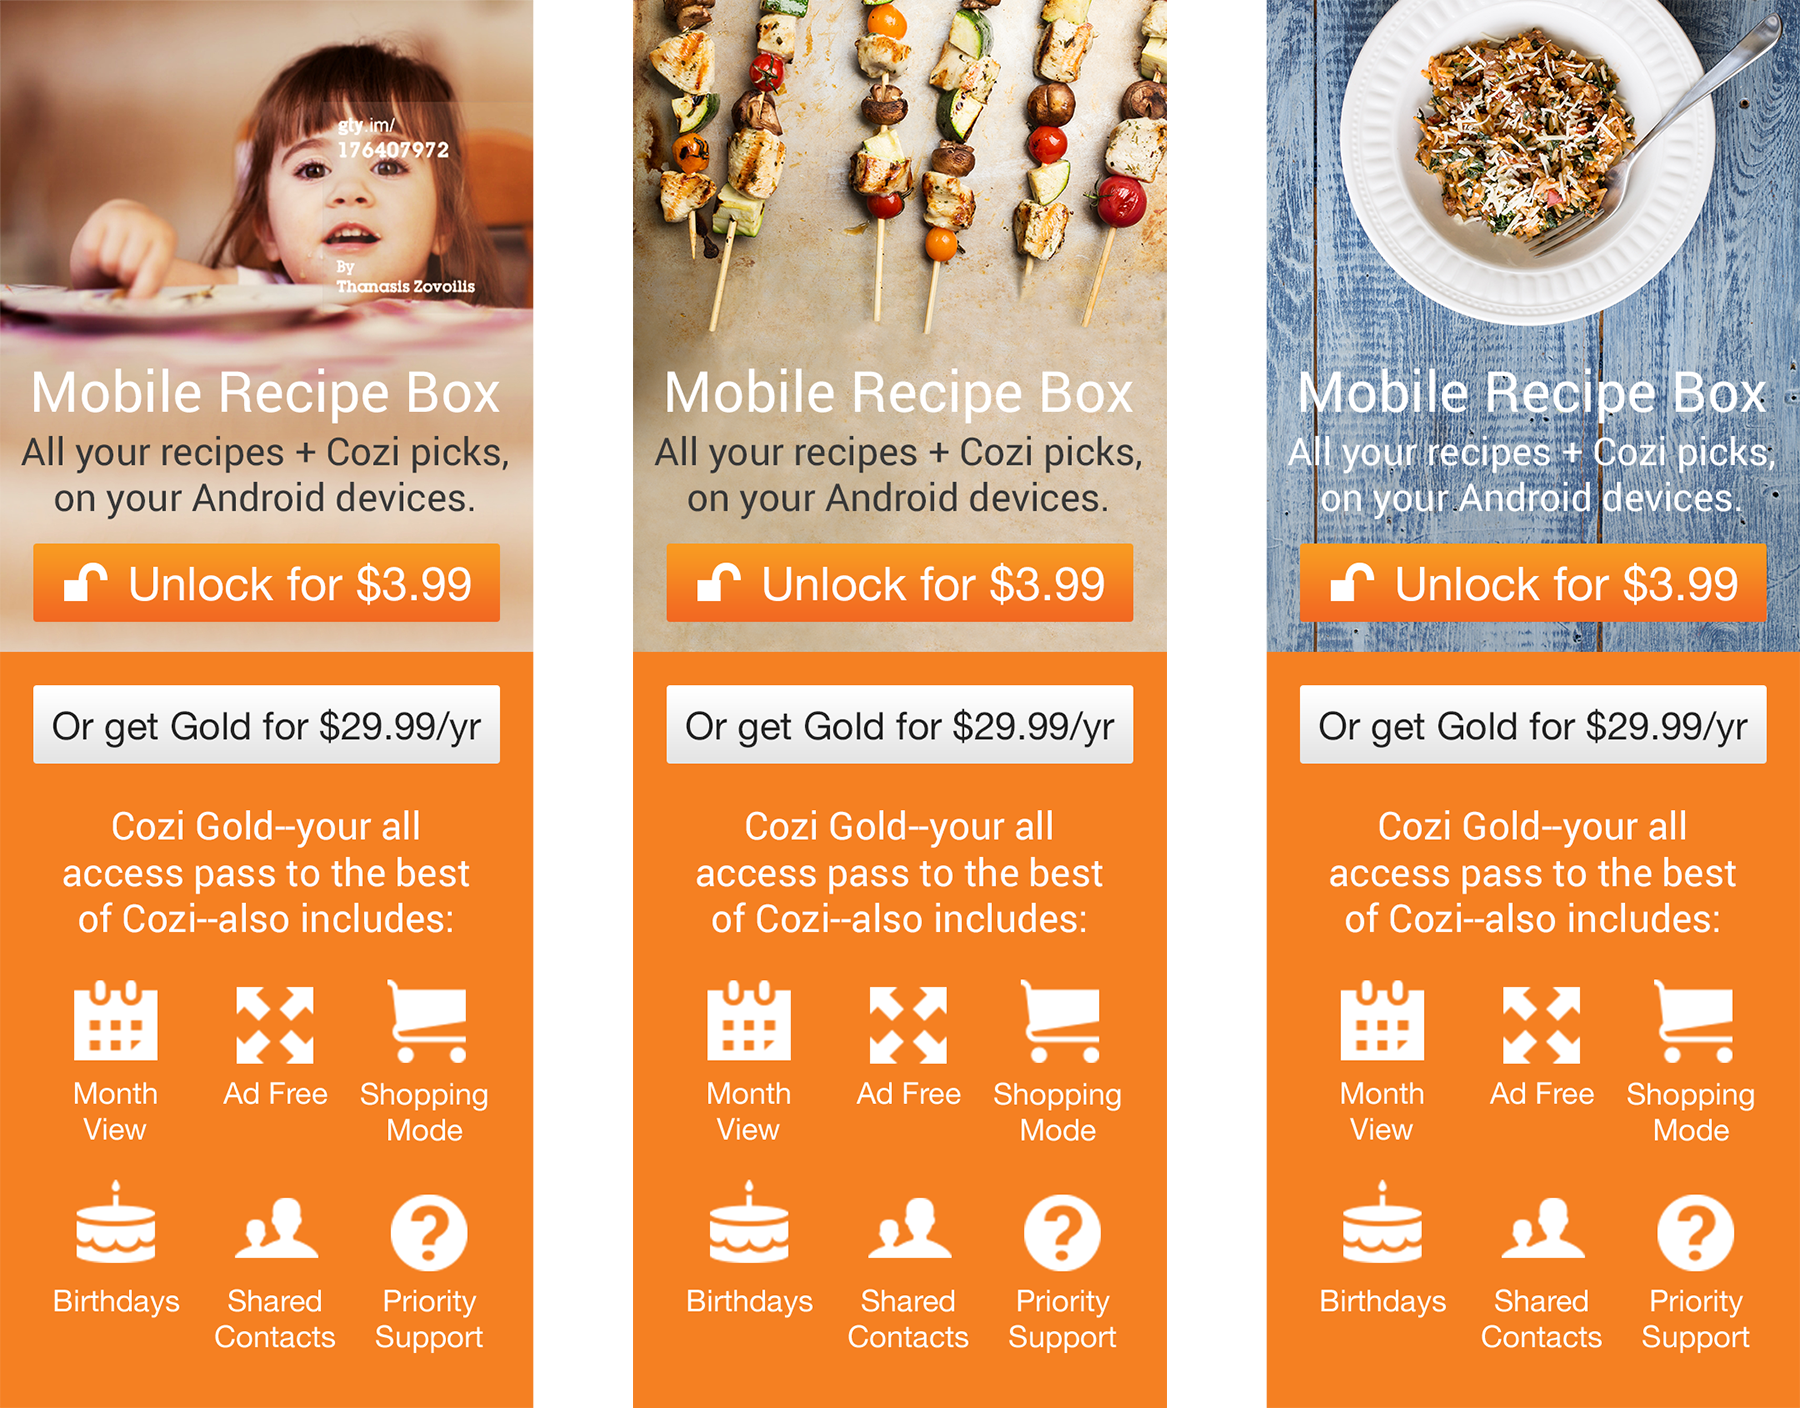 gty.im/
176407972
By
Thanasis Zovoilis
Mobile Recipe Box
All your recipes + Cozi picks,
on your Android devices.
Unlock for $3.99
Or get Gold for $29.99/yr
Cozi Gold--your all
access pass to the best
of Cozi--also includes:
Month
View
Ad Free
Shopping
Mode
Birthdays
Shared
Contacts
Priority
Support
Mobile Recipe Box
All your recipes + Cozi picks,
on your Android devices.
Unlock for $3.99
Or get Gold for $29.99/yr
Cozi Gold--your all
access pass to the best
of Cozi--also includes:
Month
View
Ad Free
Shopping
Mode
Birthdays
Shared
Contacts
Priority
Support
Mobile Recipe Box
All your recipes + Cozi picks,
on your Android devices.
Unlock for $3.99
Or get Gold for $29.99/yr
Cozi Gold--your all
access pass to the best
of Cozi--also includes:
Month
View
Ad Free
Shopping
Mode
Birthdays
Shared
Contacts
Priority
Support